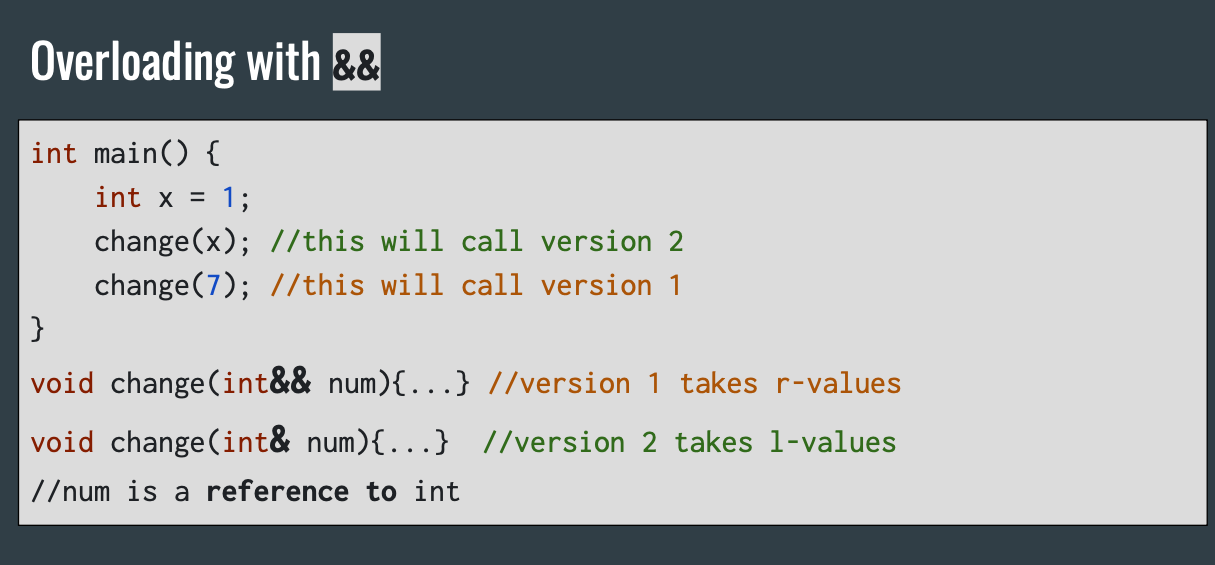 Overloading with &&
int main() {
    int x = 1;
    change(x); //this will call version 2
    change(7); //this will call version 1
}
void change(int&& num){...} //version 1 takes r-values
void change(int& num){...}  //version 2 takes l-values
//num is a reference to int